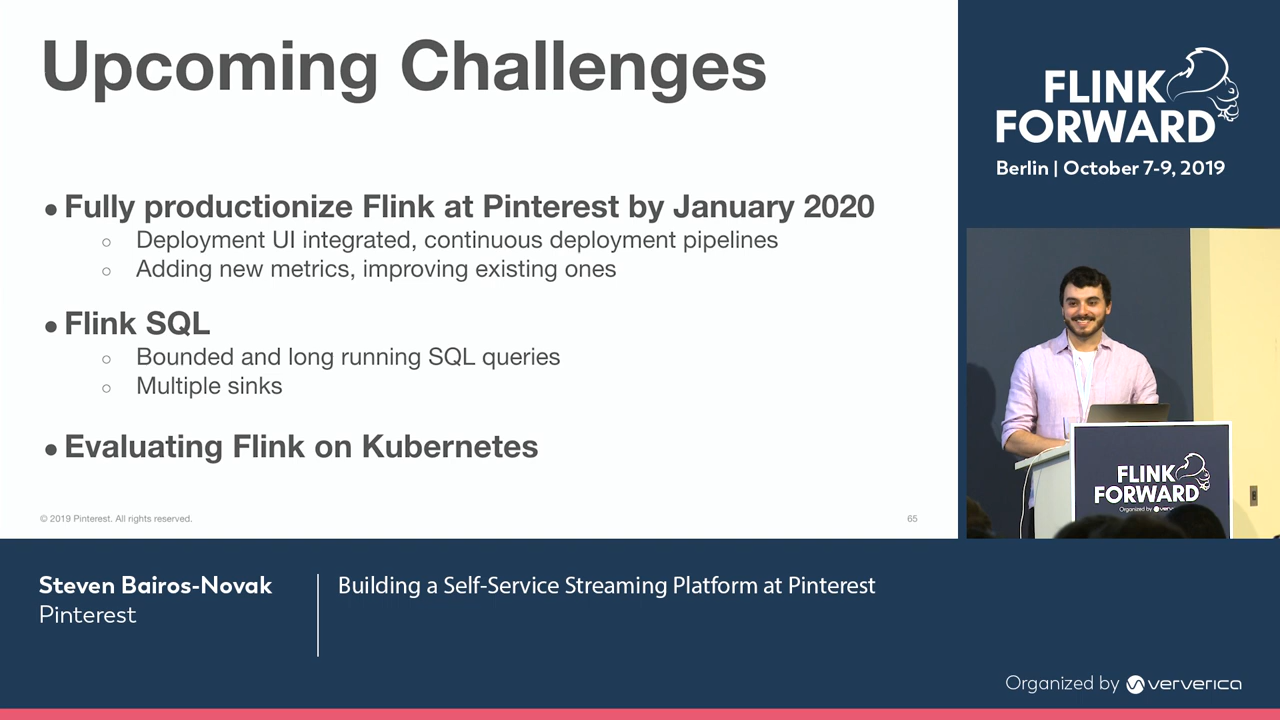 Upcoming Challenges
● Fully productionize Flink at Pinterest by January 2020
○ Deployment UI integrated, continuous deployment pipelines
○ Adding new metrics, improving existing ones
● Flink SQL
○ Bounded and long running SQL queries
○ Multiple sinks
● Evaluating Flink on Kubernetes
© 2019 Pinterest. All rights reserved.
65
FLINK
FORWARD
Berlin | October 7-9, 2019
FLINK
FORWARD
Organized by ververica
Steven Bairos-Novak
Pinterest
Building a Self-Service Streaming Platform at Pinterest
Organized by ververica